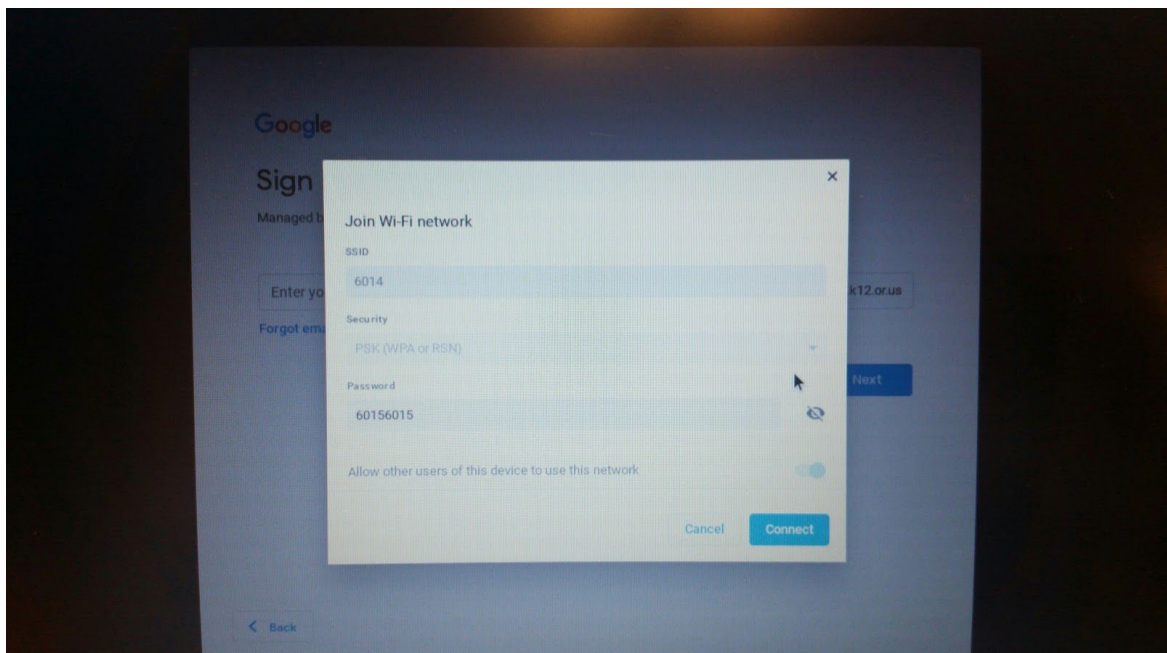 Google
Sign
Managed b
Join Wi-Fi network
SSID
6014
Enter yo
k12.or.us
Security
Forgot ema
PSK (WPA or RSN)
Next
Password
60156015
Allow other users of this device to use this network
Cancel
Connect
Back